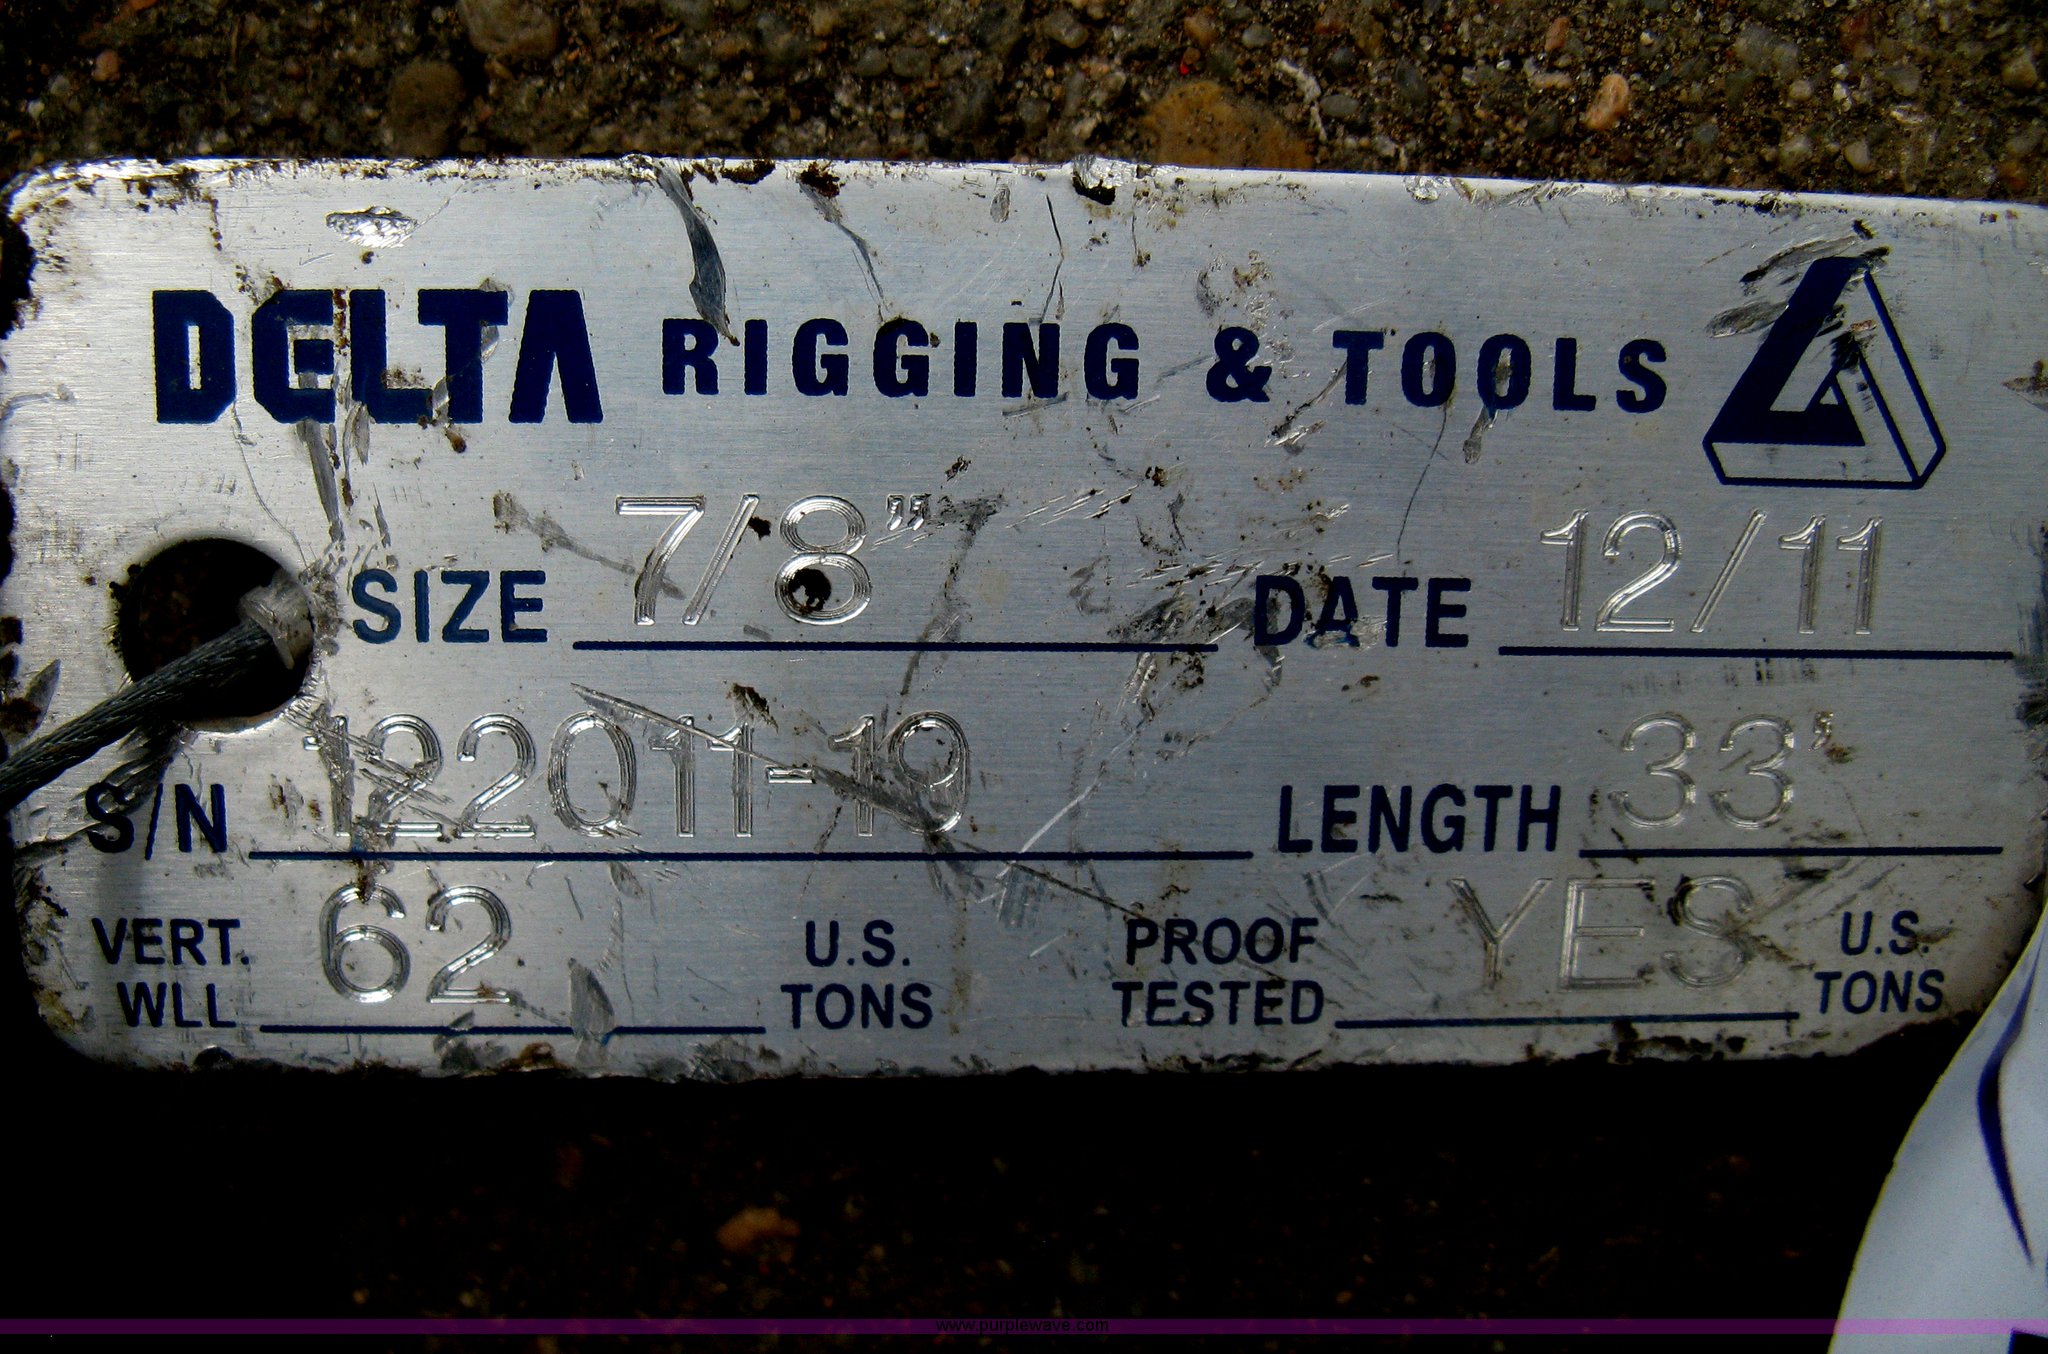 DELTA RIGGING & TOOLS
SIZE 7/8" DATE 12/11
S/N 122011-19 LENGTH 33'
VERT. WLL 62 U.S. TONS PROOF TESTED YES U.S. TONS
www.purplewave.com